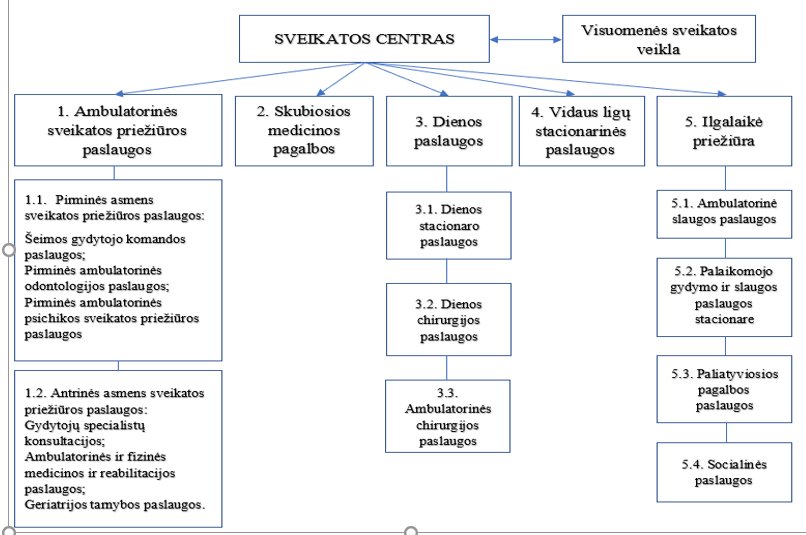 SVEIKATOS CENTRAS
Visuomenės sveikatos
veikla
1. Ambulatorinės
sveikatos priežiūros
paslaugos
2. Skubiosios
medicinos
pagalbos
3. Dienos
paslaugos
4. Vidaus ligų
stacionarinės
paslaugos
5. Ilgalaikė
priežiūra
1.1. Pirminės asmens
sveikatos priežiūros paslaugos:
Šeimos gydytojo komandos
paslaugos;
Pirminės ambulatorinės
odontologijos paslaugos;
Pirminės ambulatorinės
psichikos sveikatos priežiūros
paslaugos
1.2. Antrinės asmens sveikatos
priežiūros paslaugos:
Gydytojų specialistų
konsultacijos;
Ambulatorinės ir fizinės
medicinos ir reabilitacijos
paslaugos;
Geriatrijos tarnybos paslaugos.
3.1. Dienos
stacionaro
paslaugos
3.2. Dienos
chirurgijos
paslaugos
3.3.
Ambulatorinės
chirurgijos
paslaugos
5.1. Ambulatorinė
slaugos paslaugos
5.2. Palaikomojo
gydymo ir slaugos
paslaugos
stacionare
5.3. Paliatyviosios
pagalbos
paslaugos
5.4. Socialinės
paslaugos